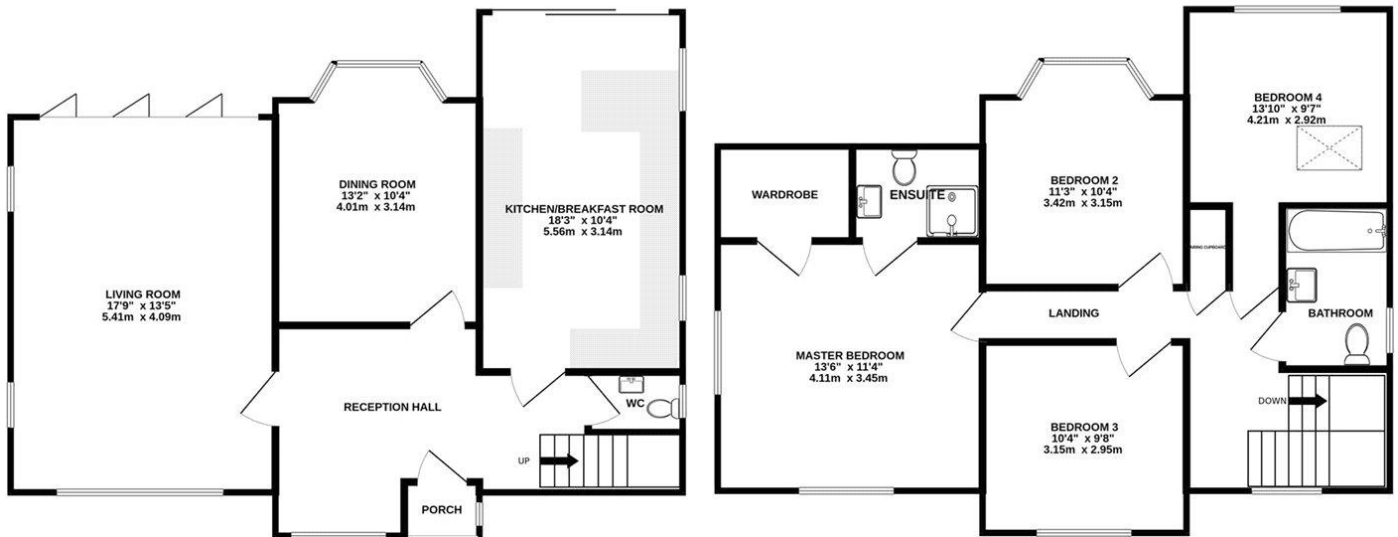 LIVING ROOM
17'9" x 13'5"
5.41m x 4.09m
DINING ROOM
13'2" x 10'4"
4.01m x 3.14m
KITCHEN/BREAKFAST ROOM
18'3" x 10'4"
5.56m x 3.14m
RECEPTION HALL
WC
UP
PORCH
WARDROBE
ENSUITE
MASTER BEDROOM
13'6" x 11'4"
4.11m x 3.45m
BEDROOM 2
11'3" x 10'4"
3.42m x 3.15m
BEDROOM 4
13'10" x 9'7"
4.21m x 2.92m
LANDING
BATHROOM
BEDROOM 3
10'4" x 9'8"
3.15m x 2.95m
DOWN